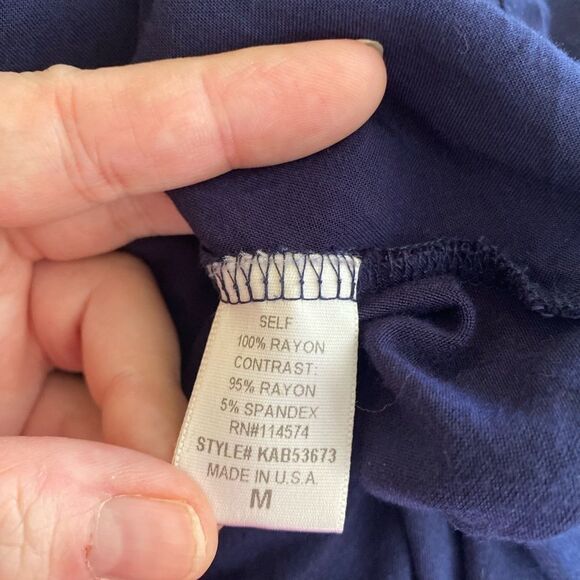 SELF
100% RAYON
CONTRAST:
95% RAYON
5% SPANDEX
RN#114574
STYLE# KAB53673
MADE IN U.S.A
M